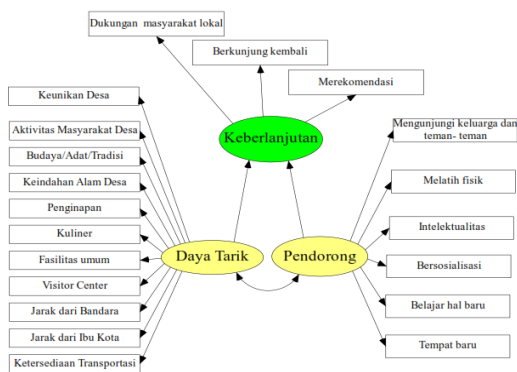 Dukungan masyarakat lokal
Berkunjung kembali
Merekomendasi
Keberlanjutan
Keunikan Desa
Aktivitas Masyarakat Desa
Budaya/Adat/Tradisi
Keindahan Alam Desa
Penginapan
Kuliner
Fasilitas umum
Visitor Center
Jarak dari Bandara
Jarak dari Ibu Kota
Ketersediaan Transportasi
Daya Tarik
Pendorong
Mengunjungi keluarga dan
teman- teman
Melatih fisik
Intelektualitas
Bersosialisasi
Belajar hal baru
Tempat baru